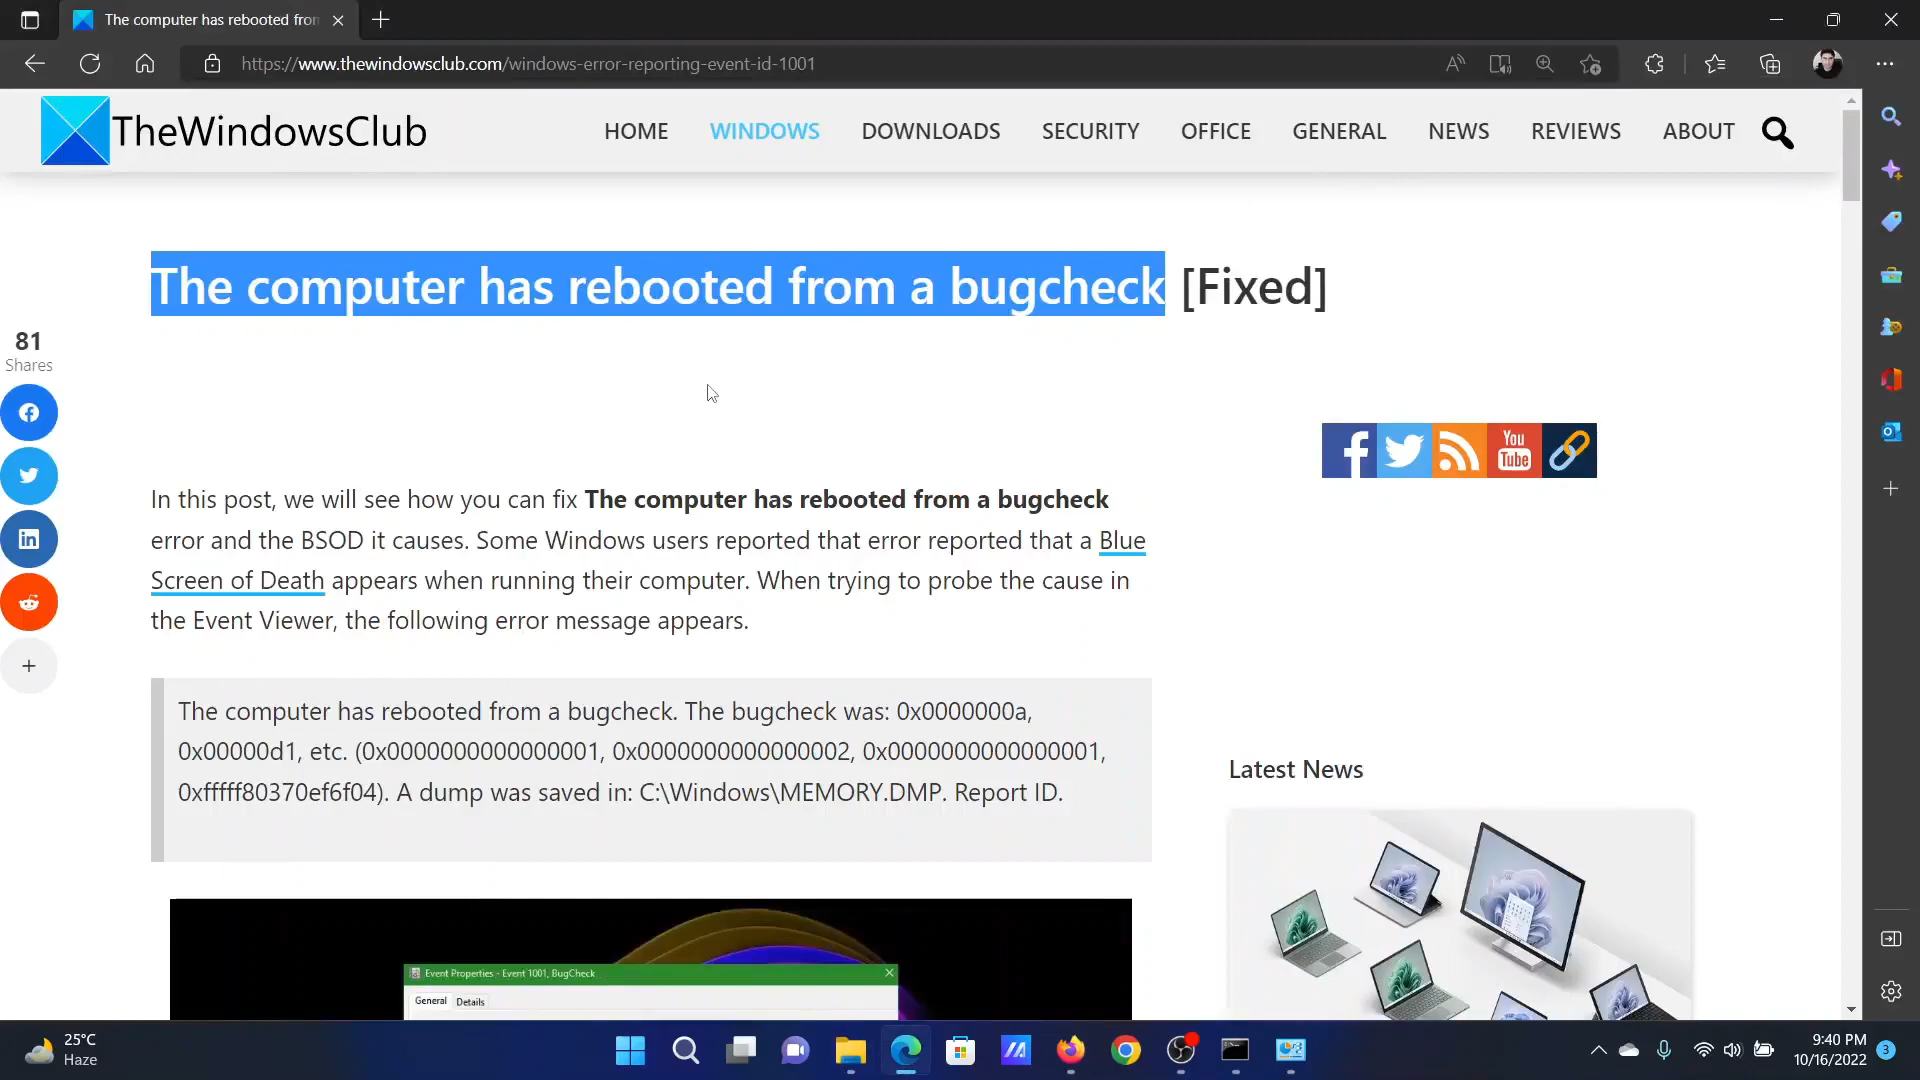 The computer has rebooted from
https://www.thewindowsclub.com/windows-error-reporting-event-id-1001
TheWindowsClub
HOME
WINDOWS
DOWNLOADS
SECURITY
OFFICE
GENERAL
NEWS
REVIEWS
ABOUT
The computer has rebooted from a bugcheck [Fixed]
81
Shares
You
Tube
In this post, we will see how you can fix The computer has rebooted from a bugcheck
error and the BSOD it causes. Some Windows users reported that error reported that a Blue
Screen of Death appears when running their computer. When trying to probe the cause in
the Event Viewer, the following error message appears.
The computer has rebooted from a bugcheck. The bugcheck was: 0x0000000a,
0x00000d1, etc. (0x0000000000000001, 0x0000000000000002, 0x0000000000000001,
0xfffff80370ef6f04). A dump was saved in: C:\Windows\MEMORY.DMP. Report ID.
Latest News
Event Properties - Event 1001, BugCheck
General
Details
25°C
Haze
9:40 PM
10/16/2022
3